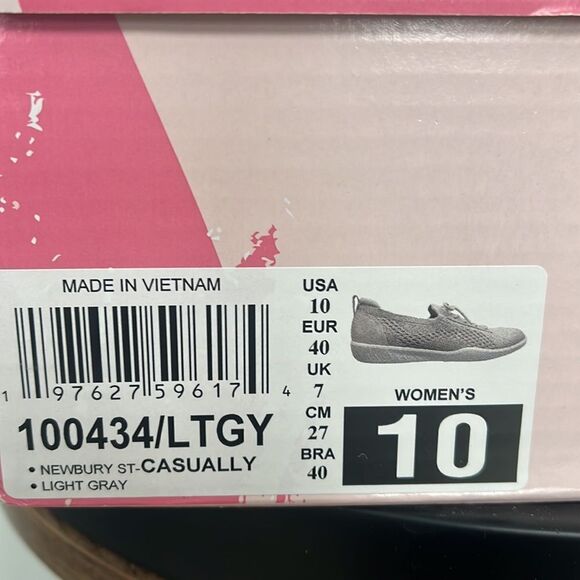 MADE IN VIETNAM
1 97627 59617 4
100434/LTGY
• NEWBURY ST-CASUALLY
• LIGHT GRAY
USA
10
EUR
40
UK
7
CM
27
BRA
40
WOMEN'S
10